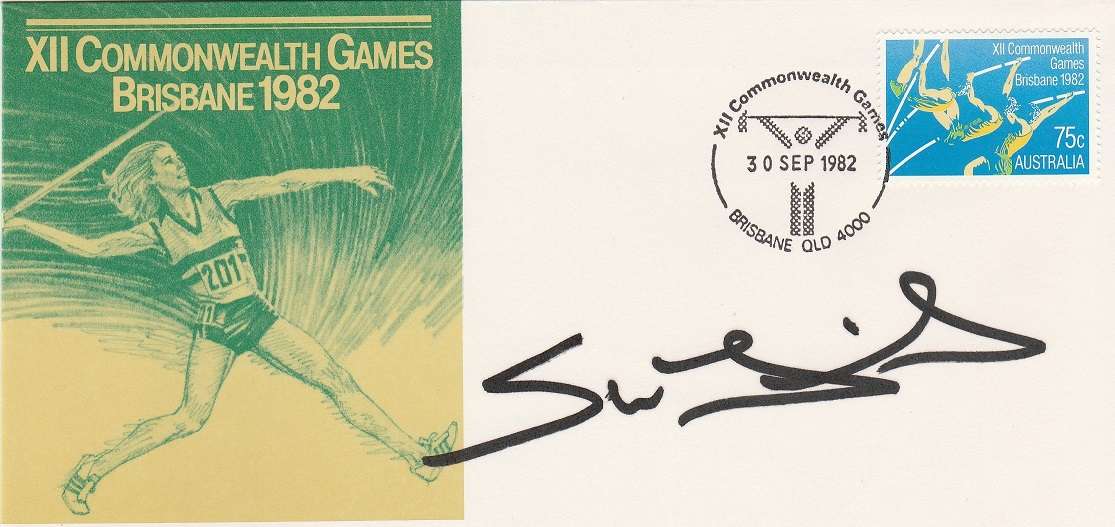 XII COMMONWEALTH GAMES
BRISBANE 1982
201
XII Commonwealth Games
30 SEP 1982
BRISBANE QLD 4000
XII Commonwealth
Games
Brisbane 1982
75c
AUSTRALIA